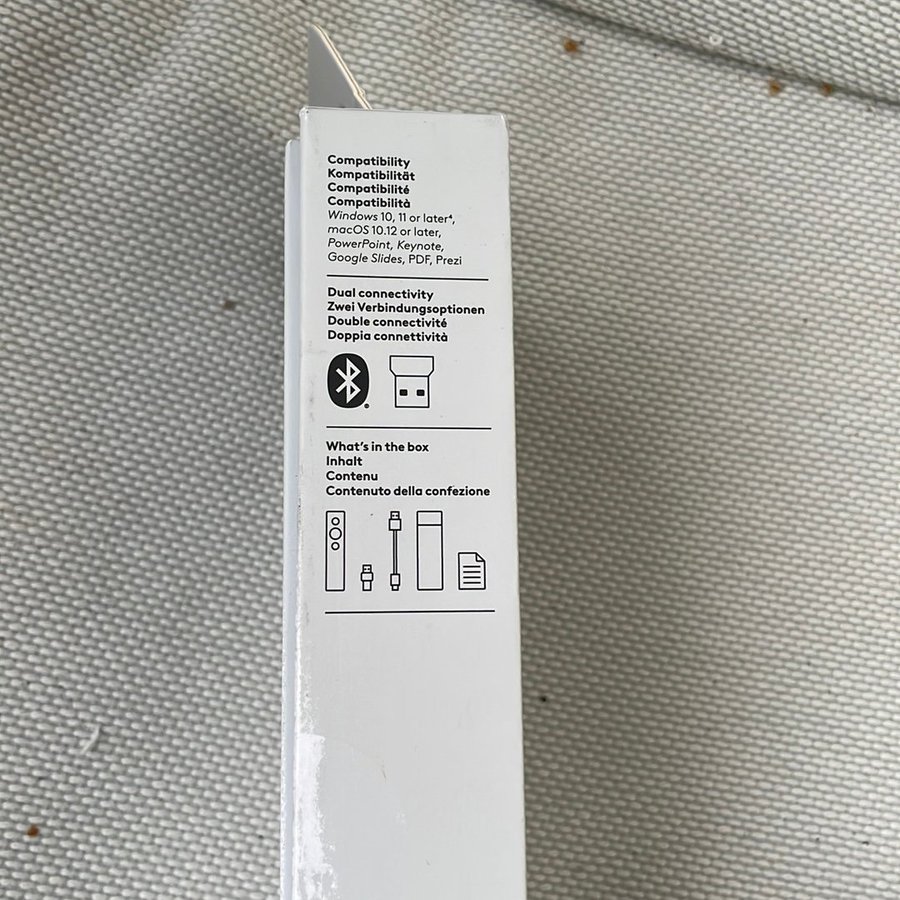 Compatibility
Kompatibilität
Compatibilité
Compatibilità
Windows 10, 11 or later⁴,
macOS 10.12 or later,
PowerPoint, Keynote,
Google Slides, PDF, Prezi
Dual connectivity
Zwei Verbindungsoptionen
Double connectivité
Doppia connettività
What's in the box
Inhalt
Contenu
Contenuto della confezione